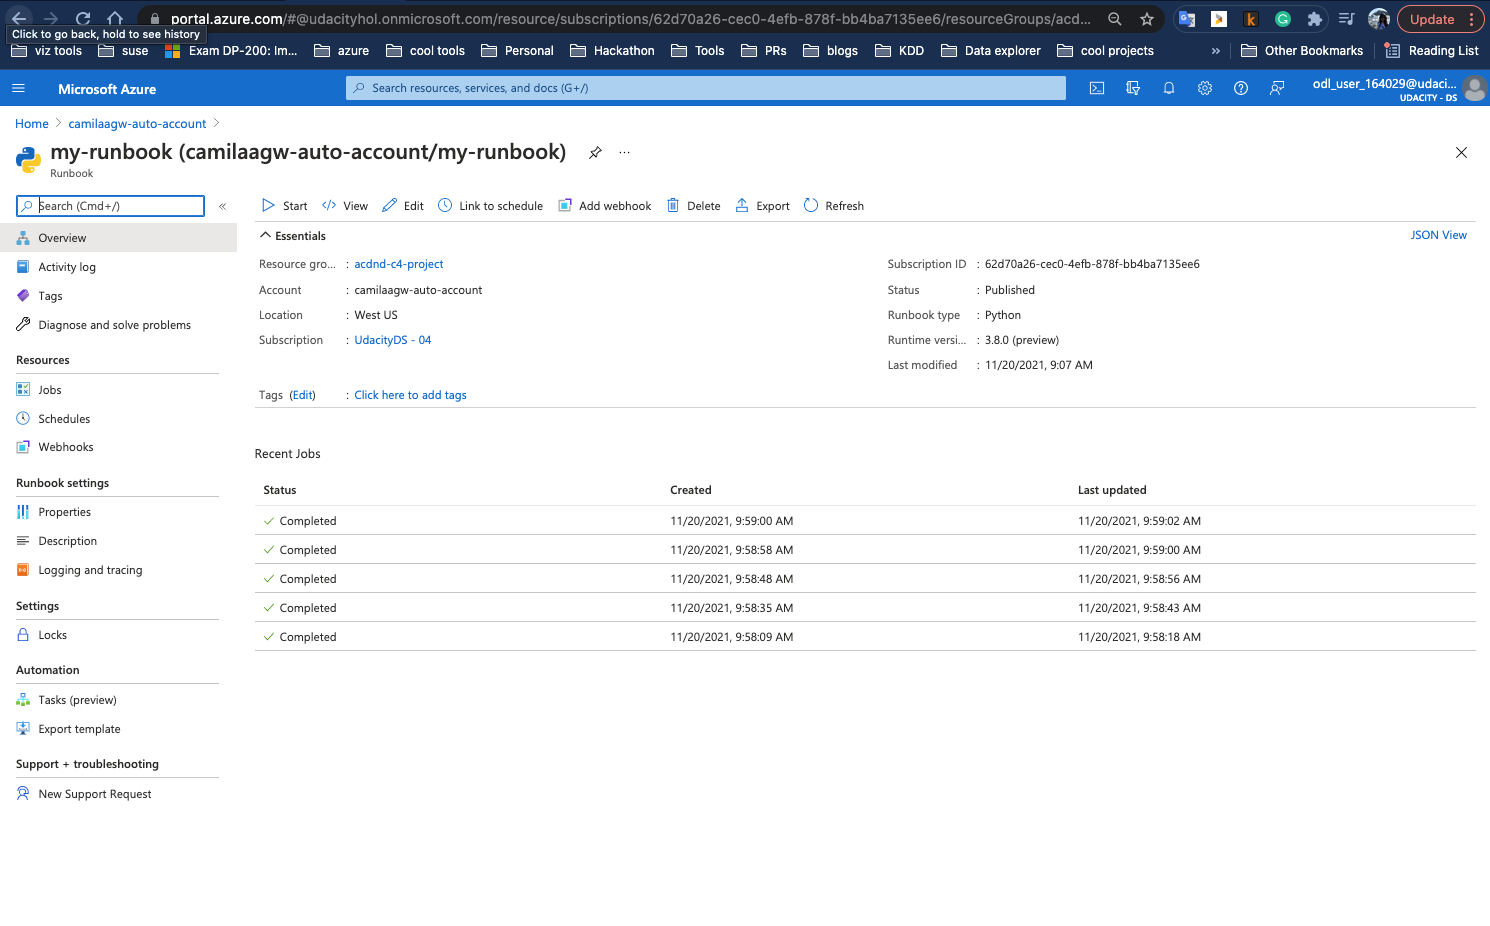 portal.azure.com/#@udacityhol.onmicrosoft.com/resource/subscriptions/62d70a26-cec0-4efb-878f-bb4ba7135ee6/resourceGroups/acd... Update
Click to go back, hold to see history
viz tools suse Exam DP-200: Im... azure cool tools Personal Hackathon Tools PRs blogs KDD Data explorer cool projects » Other Bookmarks Reading List
Microsoft Azure Search resources, services, and docs (G+/) odl_user_164029@udaci...
UDACITY - DS
Home > camilaagw-auto-account >
my-runbook (camilaagw-auto-account/my-runbook) ...
Runbook
Search (Cmd+/) « Start View Edit Link to schedule Add webhook Delete Export Refresh
Overview
Activity log
Tags
Diagnose and solve problems
Resources
Jobs
Schedules
Webhooks
Runbook settings
Properties
Description
Logging and tracing
Settings
Locks
Automation
Tasks (preview)
Export template
Support + troubleshooting
New Support Request
Essentials JSON View
Resource gro... : acdnd-c4-project
Account : camilaagw-auto-account
Location : West US
Subscription : UdacityDS - 04
Subscription ID : 62d70a26-cec0-4efb-878f-bb4ba7135ee6
Status : Published
Runbook type : Python
Runtime versi... : 3.8.0 (preview)
Last modified : 11/20/2021, 9:07 AM
Tags (Edit) : Click here to add tags
Recent Jobs
Status Created Last updated
Completed 11/20/2021, 9:59:00 AM 11/20/2021, 9:59:02 AM
Completed 11/20/2021, 9:58:58 AM 11/20/2021, 9:59:00 AM
Completed 11/20/2021, 9:58:48 AM 11/20/2021, 9:58:56 AM
Completed 11/20/2021, 9:58:35 AM 11/20/2021, 9:58:43 AM
Completed 11/20/2021, 9:58:09 AM 11/20/2021, 9:58:18 AM